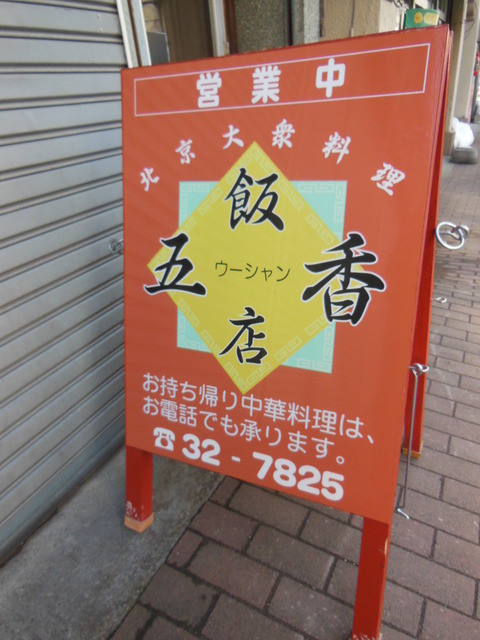 営業中
北京大衆料理
飯
五 ウーシャン 香
店
お持ち帰り中華料理は、
お電話でも承ります。
☎32-7825